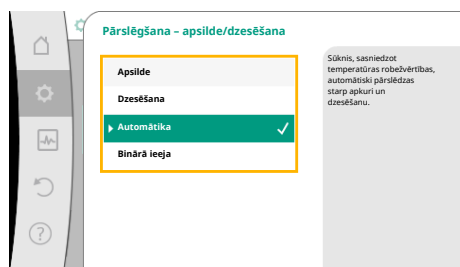 Pārslēgšana – apsilde/dzesēšana
Apsilde
Dzesēšana
Automātika
Binārā ieeja
Sūknis, sasniedzot
temperatūras robežvērtības,
automātiski pārslēdzas
starp apkuri un
dzesēšanu.